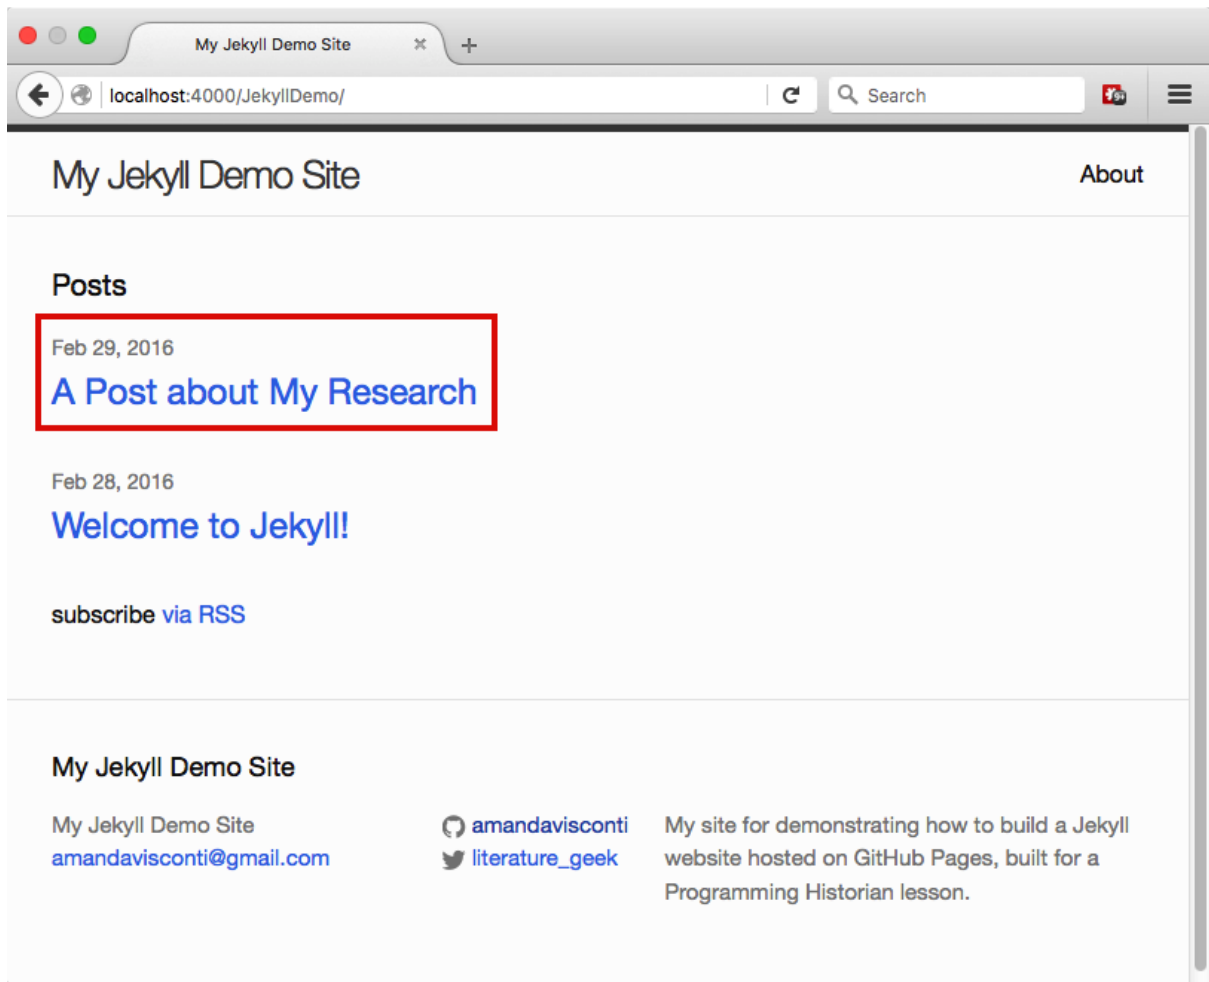 My Jekyll Demo Site
localhost:4000/JekyllDemo/
Search
My Jekyll Demo Site
About
Posts
Feb 29, 2016
A Post about My Research
Feb 28, 2016
Welcome to Jekyll!
subscribe via RSS
My Jekyll Demo Site
My Jekyll Demo Site
amandavisconti@gmail.com
amandavisconti
literature_geek
My site for demonstrating how to build a Jekyll
website hosted on GitHub Pages, built for a
Programming Historian lesson.